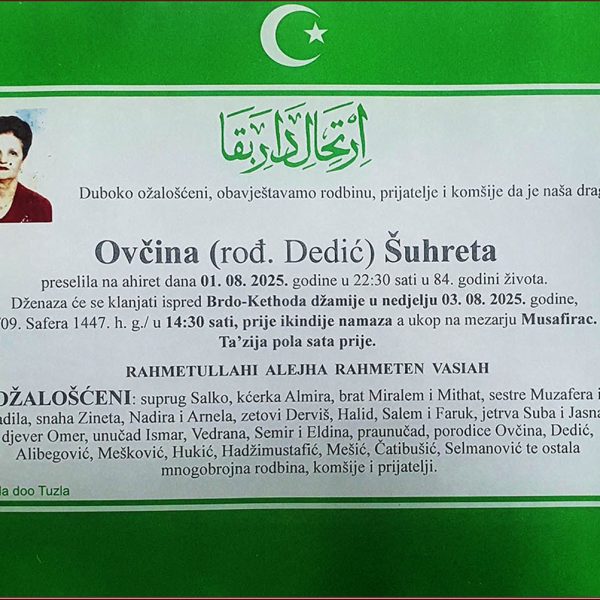 اِرْتِحَالِ دَارِ بَقَا
Duboko ožalošćeni, obavještavamo rodbinu, prijatelje i komšije da je naša drag
Ovčina (rođ. Dedić) Šuhreta
preselila na ahiret dana 01. 08. 2025. godine u 22:30 sati u 84. godini života.
Dženaza će se klanjati ispred Brdo-Kethoda džamije u nedjelju 03. 08. 2025. godine,
/09. Safera 1447. h. g./ u 14:30 sati, prije ikindije namaza a ukop na mezarju Musafirac.
Ta'zija pola sata prije.
RAHMETULLAHI ALEJHA RAHMETEN VASIAH
OŽALOŠĆENI: suprug Salko, kćerka Almira, brat Miralem i Mithat, sestre Muzafera i
adila, snaha Zineta, Nadira i Arnela, zetovi Derviš, Halid, Salem i Faruk, jetrva Suba i Jasna
djever Omer, unučad Ismar, Vedrana, Semir i Eldina, praunučad, porodice Ovčina, Dedić,
Alibegović, Mešković, Hukić, Hadžimustafić, Mešić, Čatibušić, Selmanović te ostala
mnogobrojna rodbina, komšije i prijatelji.
la doo Tuzla